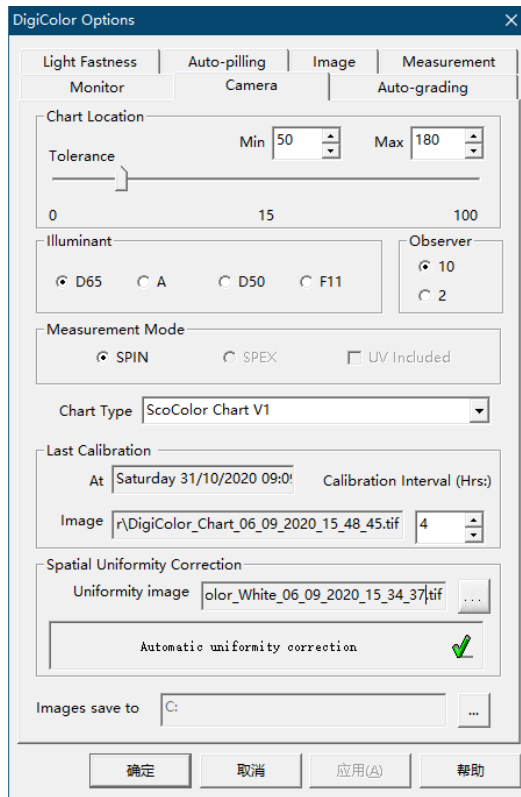 DigiColor Options
Light Fastness Auto-pilling Image Measurement
Monitor Camera Auto-grading
Chart Location
Min 50 Max 180
Tolerance
0 15 100
Illuminant Observer
D65 A D50 F11 10
2
Measurement Mode
SPIN SPEX UV Included
Chart Type ScoColor Chart V1
Last Calibration
At Saturday 31/10/2020 09:09 Calibration Interval (Hrs:)
Image r\DigiColor_Chart_06_09_2020_15_48_45.tif 4
Spatial Uniformity Correction
Uniformity image olor_White_06_09_2020_15_34_37.tif ...
Automatic uniformity correction
Images save to C: ...
确定 取消 应用(A) 帮助